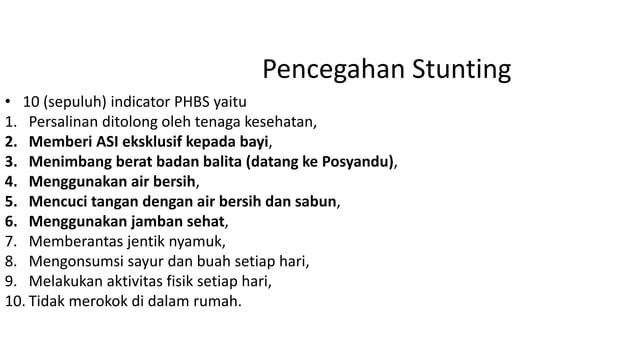 Pencegahan Stunting
• 10 (sepuluh) indicator PHBS yaitu
1. Persalinan ditolong oleh tenaga kesehatan,
2. Memberi ASI eksklusif kepada bayi,
3. Menimbang berat badan balita (datang ke Posyandu),
4. Menggunakan air bersih,
5. Mencuci tangan dengan air bersih dan sabun,
6. Menggunakan jamban sehat,
7. Memberantas jentik nyamuk,
8. Mengonsumsi sayur dan buah setiap hari,
9. Melakukan aktivitas fisik setiap hari,
10. Tidak merokok di dalam rumah.